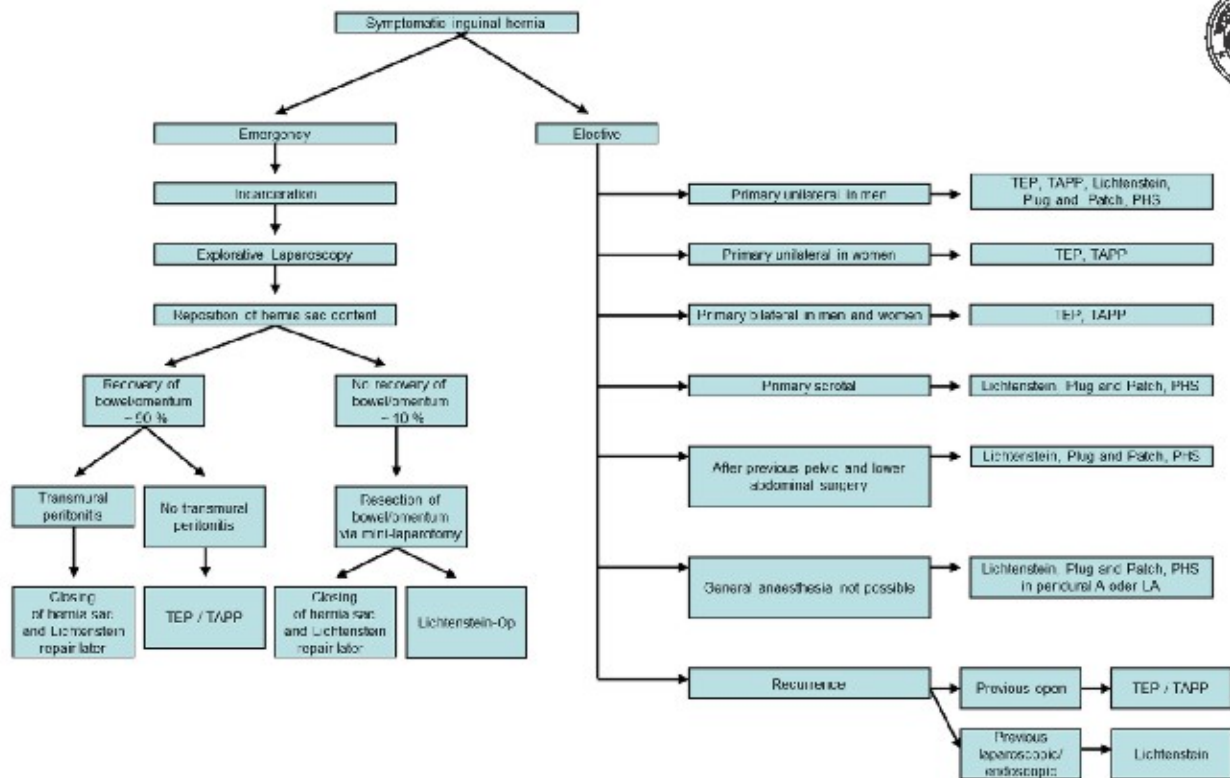 Symptomatic inguinal hernia
Emergency
Elective
Incarceration
Explorative Laparoscopy
Reposition of hernia sac content
Recovery of
bowel/omentum
~ 90 %
No recovery of
bowel/omentum
~ 10 %
Transmural
peritonitis
No transmural
peritonitis
Resection of
bowel/omentum
via mini-laparotomy
Closing
of hernia sac
and Lichtenstein
repair later
TEP / TAPP
Closing
of hernia sac
and Lichtenstein
repair later
Lichtenstein-Op
Primary unilateral in men
TEP, TAPP, Lichtenstein,
Plug and Patch, PHS
Primary unilateral in women
TEP, TAPP
Primary bilateral in men and women
TEP, TAPP
Primary scrotal
Lichtenstein, Plug and Patch, PHS
After previous pelvic and lower
abdominal surgery
Lichtenstein, Plug and Patch, PHS
General anaesthesia not possible
Lichtenstein, Plug and Patch, PHS
in peridural A oder LA
Recurrence
Previous open
TEP / TAPP
Previous
laparoscopic/
endoscopic
Lichtenstein